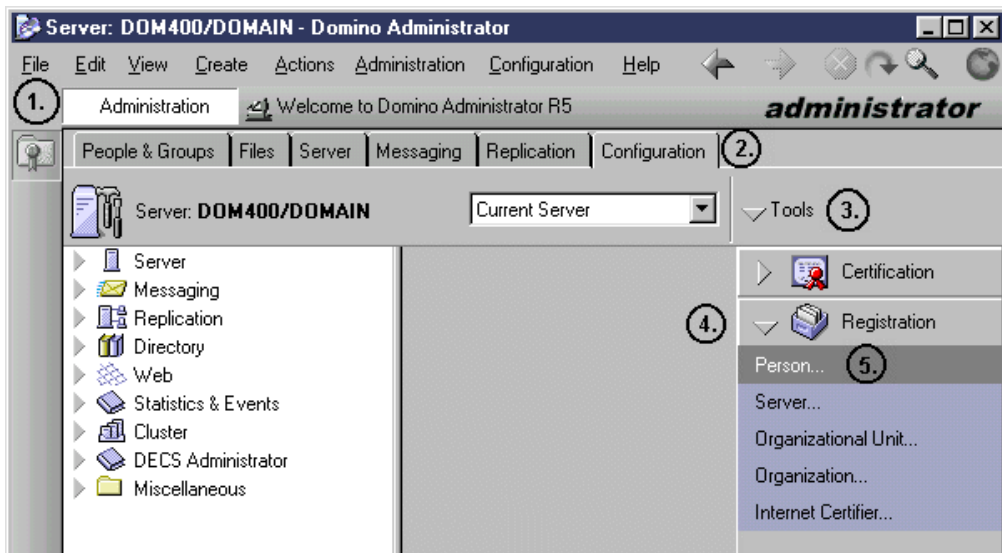 Server: DOM400/DOMAIN - Domino Administrator
File Edit View Create Actions Administration Configuration Help
1. Administration Welcome to Domino Administrator R5 administrator
People & Groups Files Server Messaging Replication Configuration 2.
Server: DOM400/DOMAIN Current Server Tools 3.
Server
Messaging
Replication
Directory
Web
Statistics & Events
Cluster
DECS Administrator
Miscellaneous
Certification
4. Registration
Person... 5.
Server...
Organizational Unit...
Organization...
Internet Certifier...